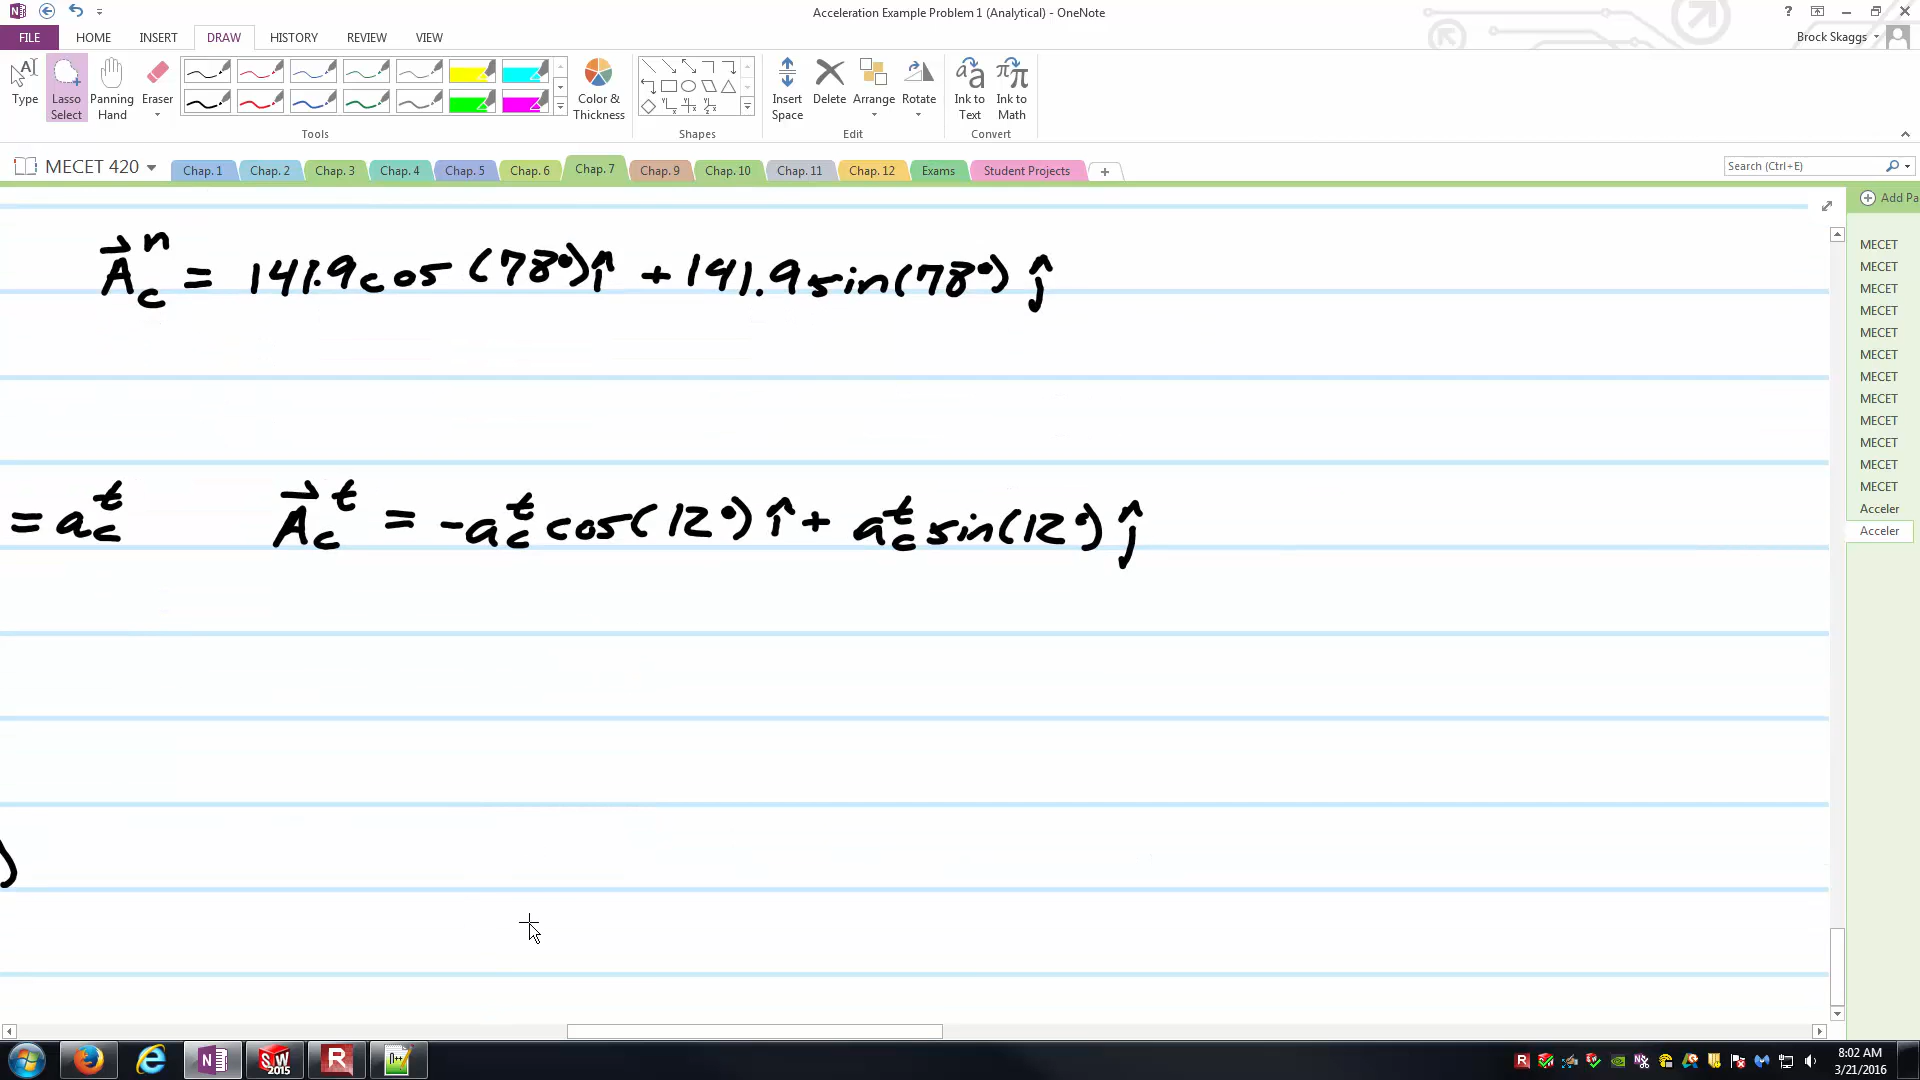 Acceleration Example Problem 1 (Analytical) - OneNote
FILE HOME INSERT DRAW HISTORY REVIEW VIEW
Brock Skaggs
Type
Lasso Select
Panning Hand
Eraser
Color & Thickness
Insert Space
Delete
Arrange
Rotate
Ink to Text
Ink to Math
Tools
Shapes
Edit
Convert
MECET 420
Chap. 1 Chap. 2 Chap. 3 Chap. 4 Chap. 5 Chap. 6 Chap. 7 Chap. 9 Chap. 10 Chap. 11 Chap. 12 Exams Student Projects
Search (Ctrl+E)
Add Pa
MECET
MECET
MECET
MECET
MECET
MECET
MECET
MECET
MECET
MECET
MECET
MECET
Acceler
Acceler
A⃗_c^n = 141.9cos(78°)î + 141.9sin(78°) ĵ
= a_c^t A⃗_c^t = -a_c^t cos(12°) î + a_c^t sin(12°) ĵ
)
8:02 AM
3/21/2016